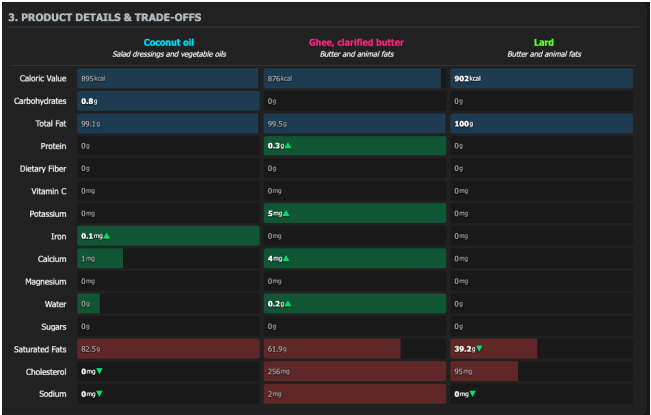 3. PRODUCT DETAILS & TRADE-OFFS
Coconut oil Ghee, clarified butter Lard
Salad dressings and vegetable oils Butter and animal fats Butter and animal fats
Caloric Value 895kcal 876kcal 902kcal
Carbohydrates 0.8g 0g 0g
Total Fat 99.1g 99.5g 100g
Protein 0g 0.3g▲ 0g
Dietary Fiber 0g 0g 0g
Vitamin C 0mg 0mg 0mg
Potassium 0mg 5mg▲ 0mg
Iron 0.1mg▲ 0mg 0mg
Calcium 1mg 4mg▲ 0mg
Magnesium 0mg 0mg 0mg
Water 0g 0.2g▲ 0g
Sugars 0g 0g 0g
Saturated Fats 82.5g 61.9g 39.2g▼
Cholesterol 0mg▼ 256mg 95mg
Sodium 0mg▼ 2mg 0mg▼